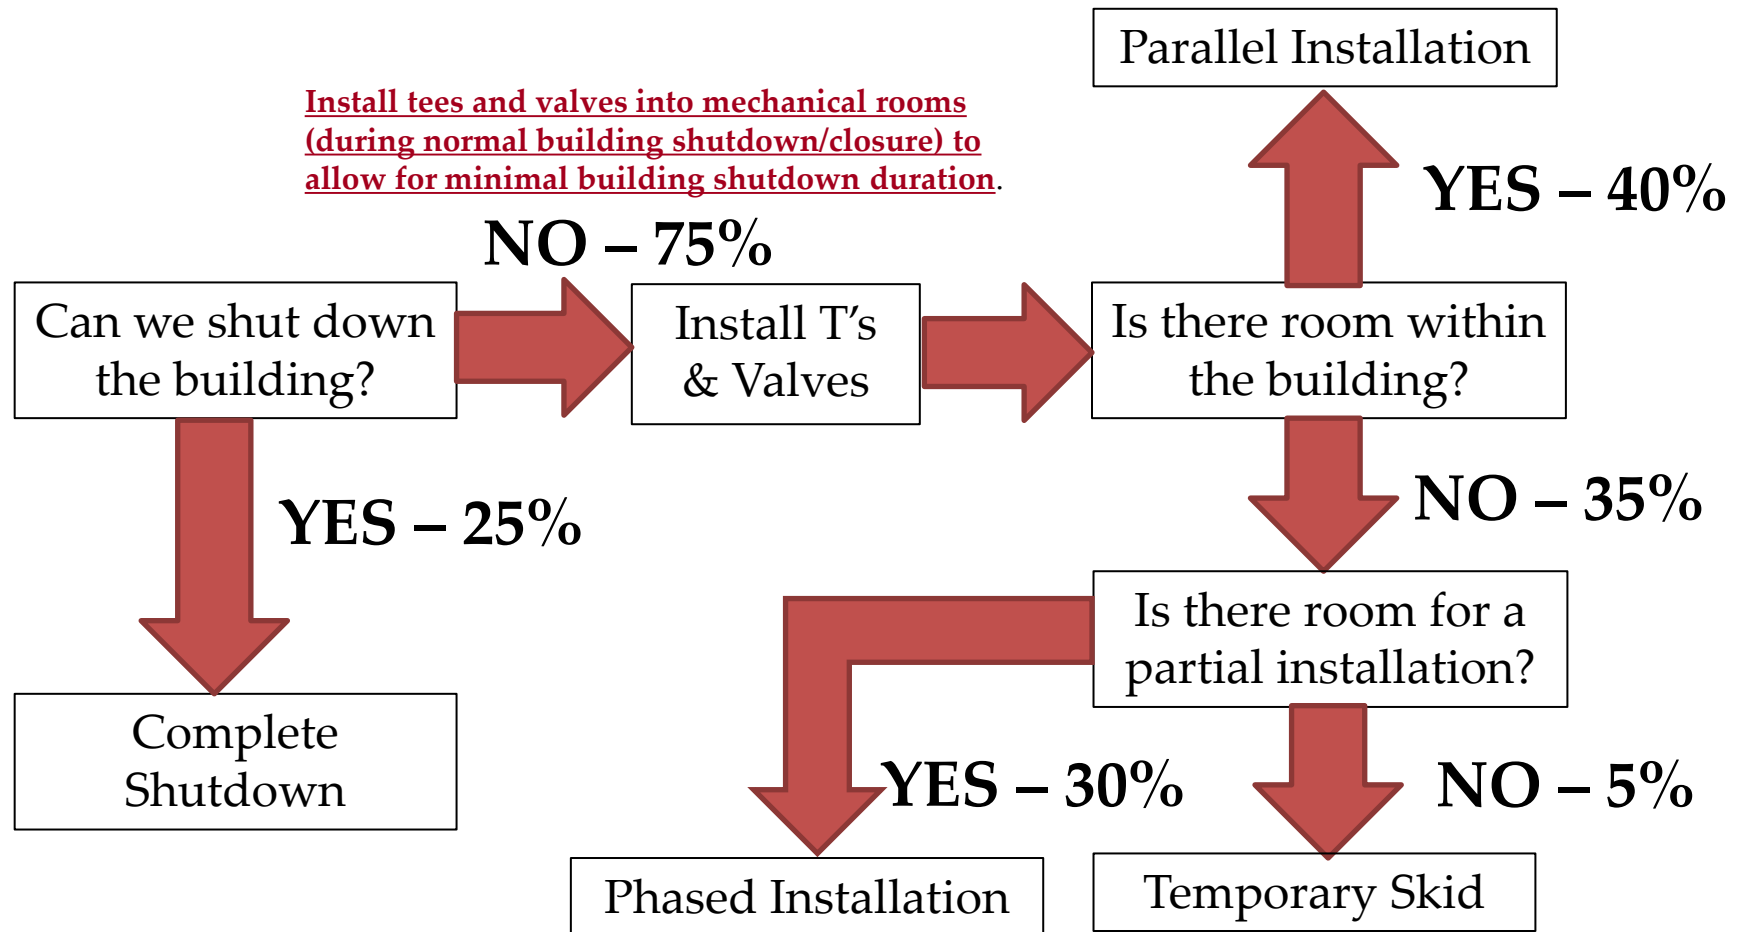 Parallel Installation
Install tees and valves into mechanical rooms
(during normal building shutdown/closure) to
allow for minimal building shutdown duration.
YES – 40%
NO – 75%
Can we shut down
the building?
Install T’s
& Valves
Is there room within
the building?
YES – 25%
NO – 35%
Is there room for a
partial installation?
Complete
Shutdown
YES – 30%
NO – 5%
Phased Installation
Temporary Skid